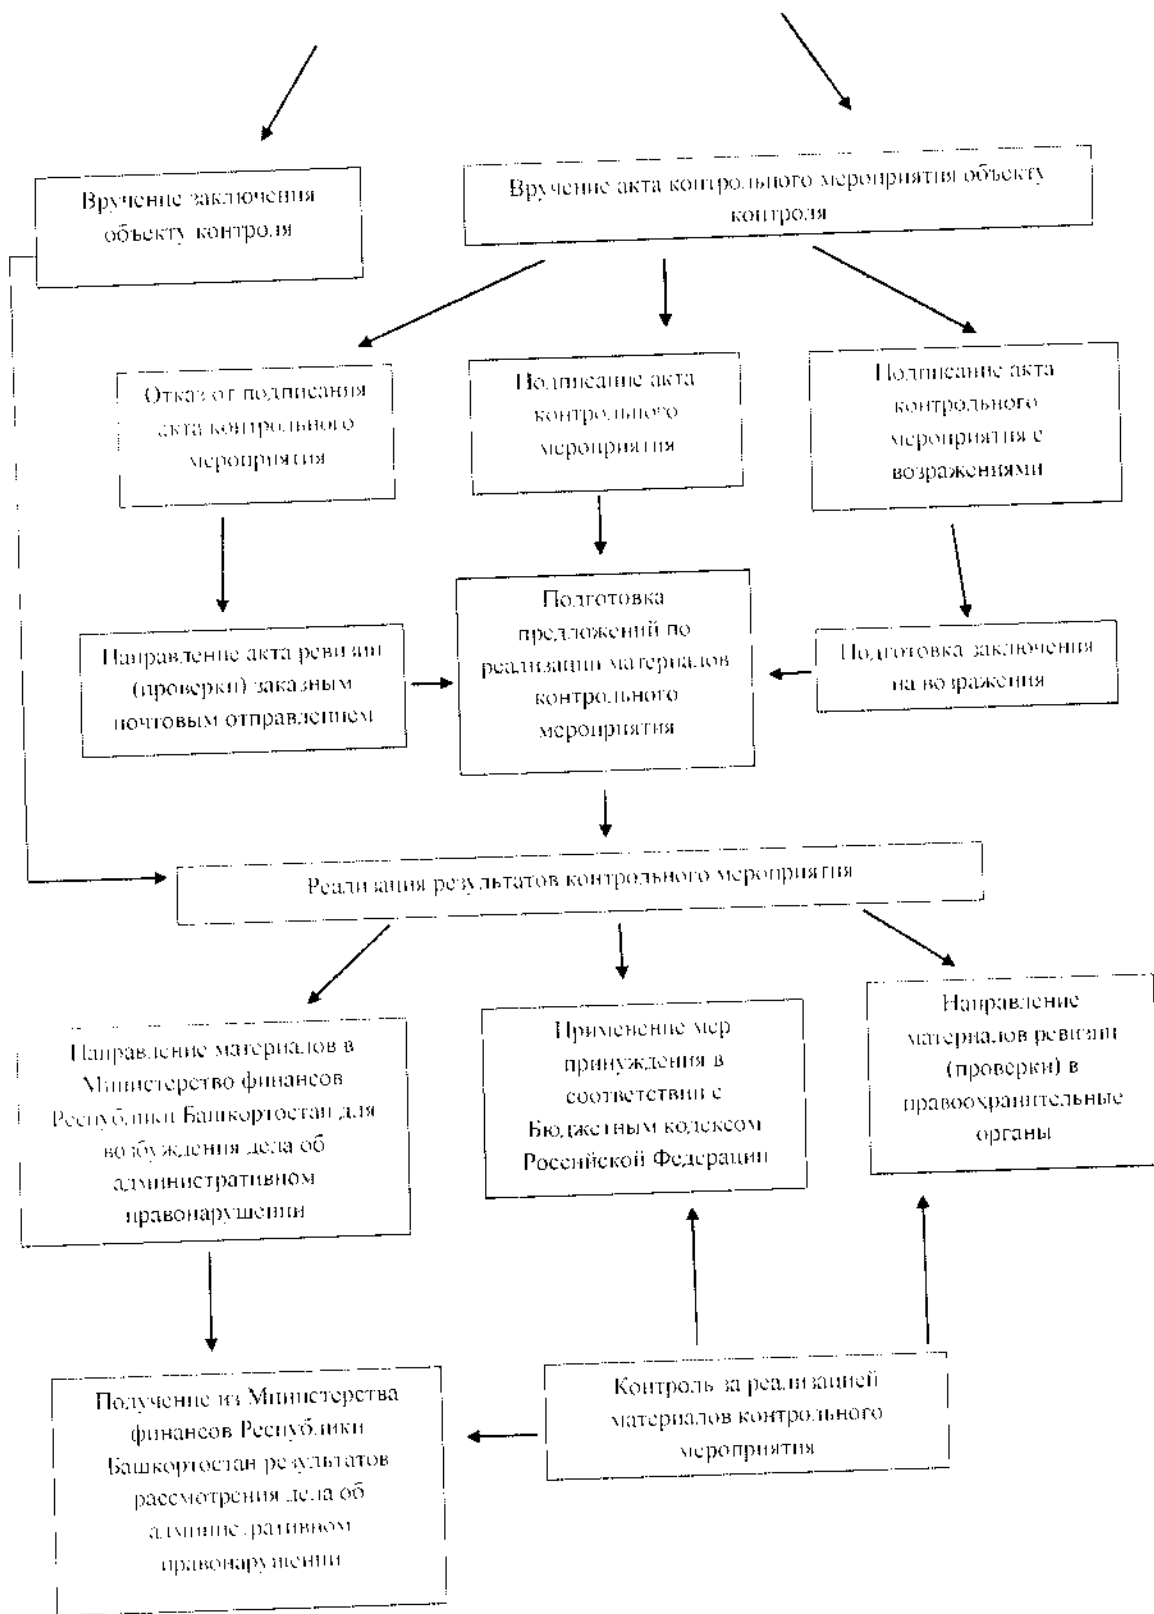 Вручение заключения
объекту контроля
Вручение акта контрольного мероприятия объекту
контроля
Отказ от подписания
акта контрольного
мероприятия
Подписание акта
контрольного
мероприятия
Подписание акта
контрольного
мероприятия с
возражениями
Направление акта ревизии
(проверки) заказным
почтовым отправлением
Подготовка
предложений по
реализации материалов
контрольного
мероприятия
Подготовка заключения
на возражения
Реализация результатов контрольного мероприятия
Направление материалов в
Министерство финансов
Республики Башкортостан для
возбуждения дела об
административном
правонарушении
Применение мер
принуждения в
соответствии с
Бюджетным кодексом
Российской Федерации
Направление
материалов ревизии
(проверки) в
правоохранительные
органы
Получение из Министерства
финансов Республики
Башкортостан результатов
рассмотрения дела об
административном
правонарушении
Контроль за реализацией
материалов контрольного
мероприятия